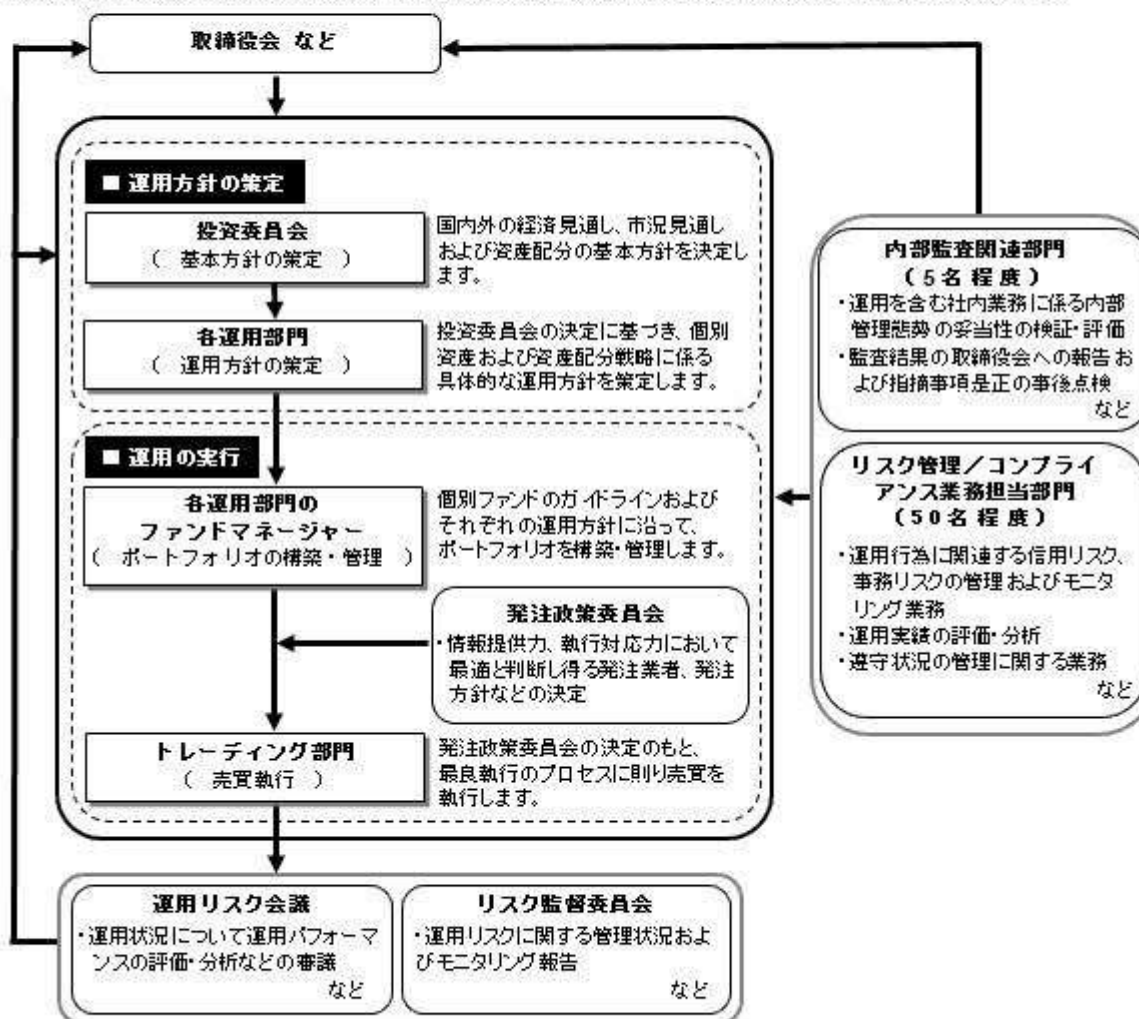 取締役会 など
■ 運用方針の策定
投資委員会
（ 基本方針の策定 ）
国内外の経済見通し、市況見通し
および資産配分の基本方針を決定し
ます。
各運用部門
（ 運用方針の策定 ）
投資委員会の決定に基づき、個別
資産および資産配分戦略に係る
具体的な運用方針を策定します。
■ 運用の実行
各運用部門の
ファンドマネージャー
（ ポートフォリオの構築・管理 ）
個別ファンドのガイドラインおよび
それぞれの運用方針に沿って、
ポートフォリオを構築・管理します。
発注政策委員会
・情報提供力、執行対応力において
最適と判断し得る発注業者、発注
方針などの決定
トレーディング部門
（ 売買執行 ）
発注政策委員会の決定のもと、
最良執行のプロセスに則り売買を
執行します。
内部監査関連部門
（5名程度）
・運用を含む社内業務に係る内部
管理態勢の妥当性の検証・評価
・監査結果の取締役会への報告お
よび指摘事項是正の事後点検
など
リスク管理／コンプライ
アンス業務担当部門
（50名程度）
・運用行為に関連する信用リスク、
事務リスクの管理およびモニタ
リング業務
・運用実績の評価・分析
・遵守状況の管理に関する業務
など
運用リスク会議
・運用状況について運用パフォーマ
ンスの評価・分析などの審議
など
リスク監督委員会
・運用リスクに関する管理状況およ
びモニタリング報告
など